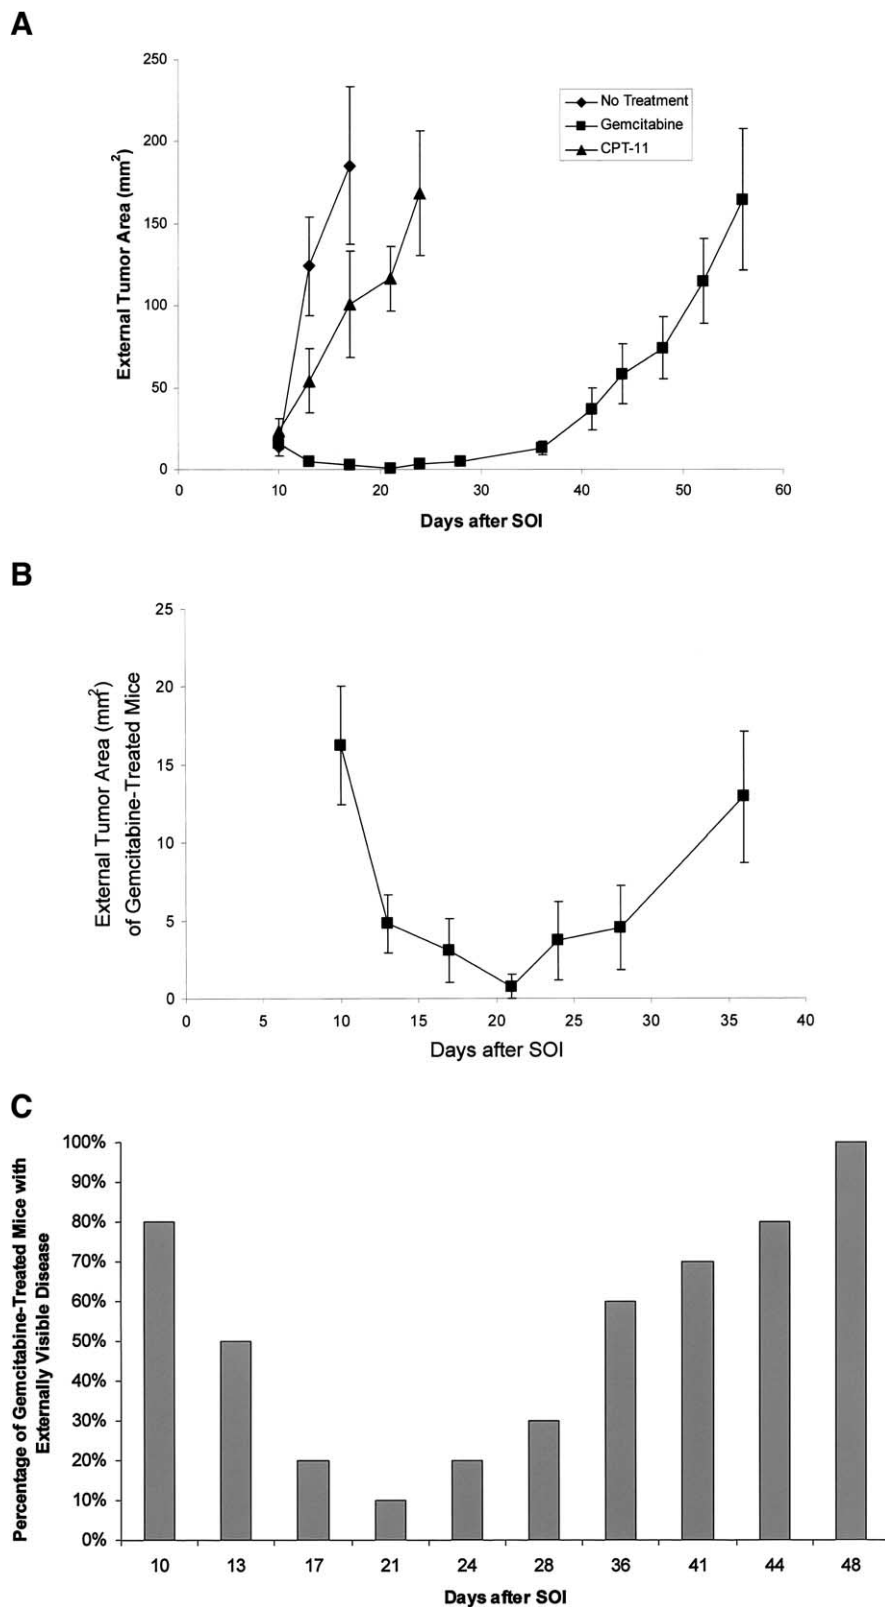 A
250
200
150
100
50
0
External Tumor Area (mm²)
No Treatment
Gemcitabine
CPT-11
0 10 20 30 40 50 60
Days after SOI
B
25
20
15
10
5
0
External Tumor Area (mm²)
of Gemcitabine-Treated Mice
0 5 10 15 20 25 30 35 40
Days after SOI
C
100%
90%
80%
70%
60%
50%
40%
30%
20%
10%
0%
Percentage of Gemcitabine-Treated Mice with
Externally Visible Disease
10 13 17 21 24 28 36 41 44 48
Days after SOI